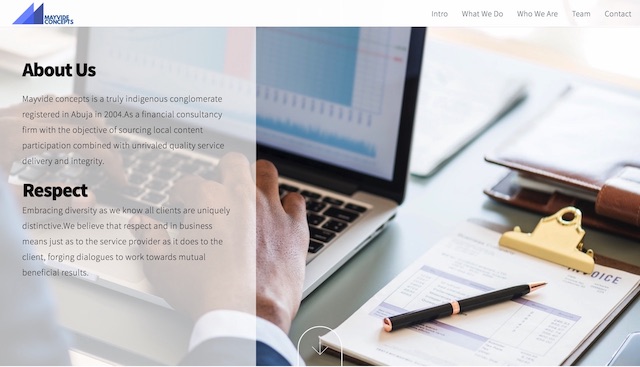 MAYVIDE
CONCEPTS
Intro What We Do Who We Are Team Contact
About Us
Mayvide concepts is a truly indigenous conglomerate
registered in Abuja in 2004.As a financial consultancy
firm with the objective of sourcing local content
participation combined with unrivaled quality service
delivery and integrity.
Respect
Embracing diversity as we know all clients are uniquely
distinctive.We believe that respect and in business
means just as to the service provider as it does to the
client, forging dialogues to work towards mutual
beneficial results.
INVOICE